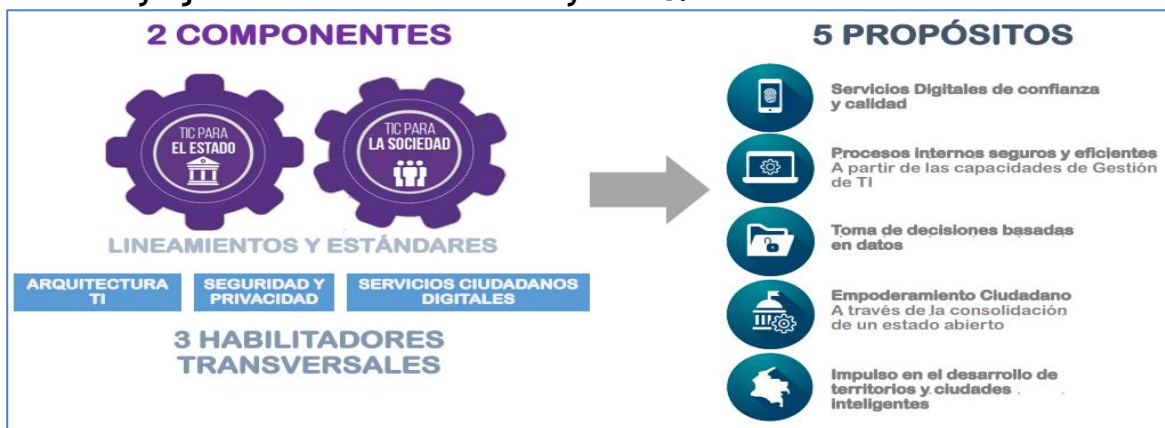 2 COMPONENTES
TIC PARA
EL ESTADO
TIC PARA
LA SOCIEDAD
LINEAMIENTOS Y ESTÁNDARES
ARQUITECTURA
TI
SEGURIDAD Y
PRIVACIDAD
SERVICIOS CIUDADANOS
DIGITALES
3 HABILITADORES
TRANSVERSALES
5 PROPÓSITOS
Servicios Digitales de confianza
y calidad
Procesos internos seguros y eficientes
A partir de las capacidades de Gestión
de TI
Toma de decisiones basadas
en datos
Empoderamiento Ciudadano
A través de la consolidación
de un estado abierto
Impulso en el desarrollo de
territorios y ciudades
inteligentes